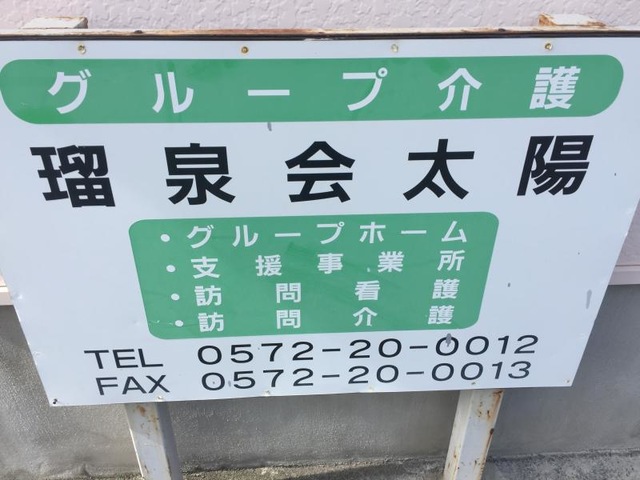 グループ介護
瑠泉会太陽
・グループホーム
・支援事業所
・訪問看護
・訪問介護
TEL 0572-20-0012
FAX 0572-20-0013